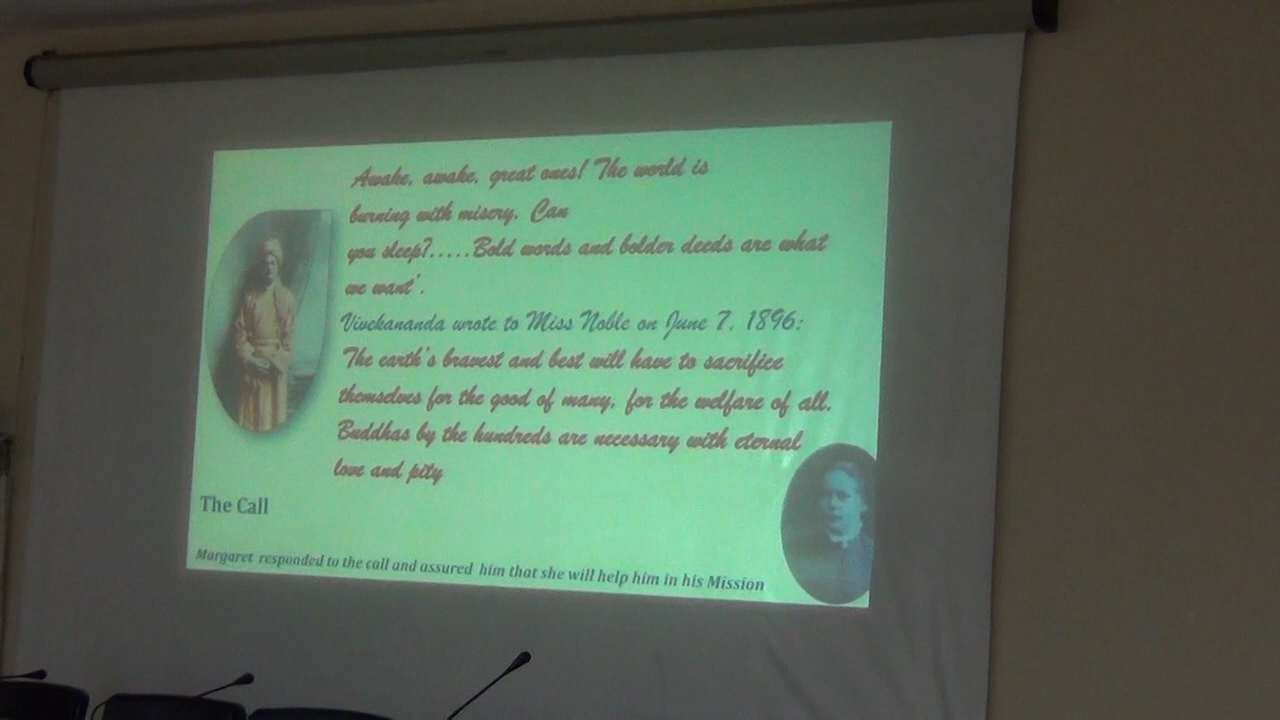 Awake, awake, great ones! The world is
burning with misery. Can
you sleep?.....Bold words and bolder deeds are what
we want'.
Vivekananda wrote to Miss Noble on June 7, 1896:
'The earth's bravest and best will have to sacrifice
themselves for the good of many, for the welfare of all.
Buddhas by the hundreds are necessary with eternal
love and pity
The Call
Margaret responded to the call and assured him that she will help him in his Mission